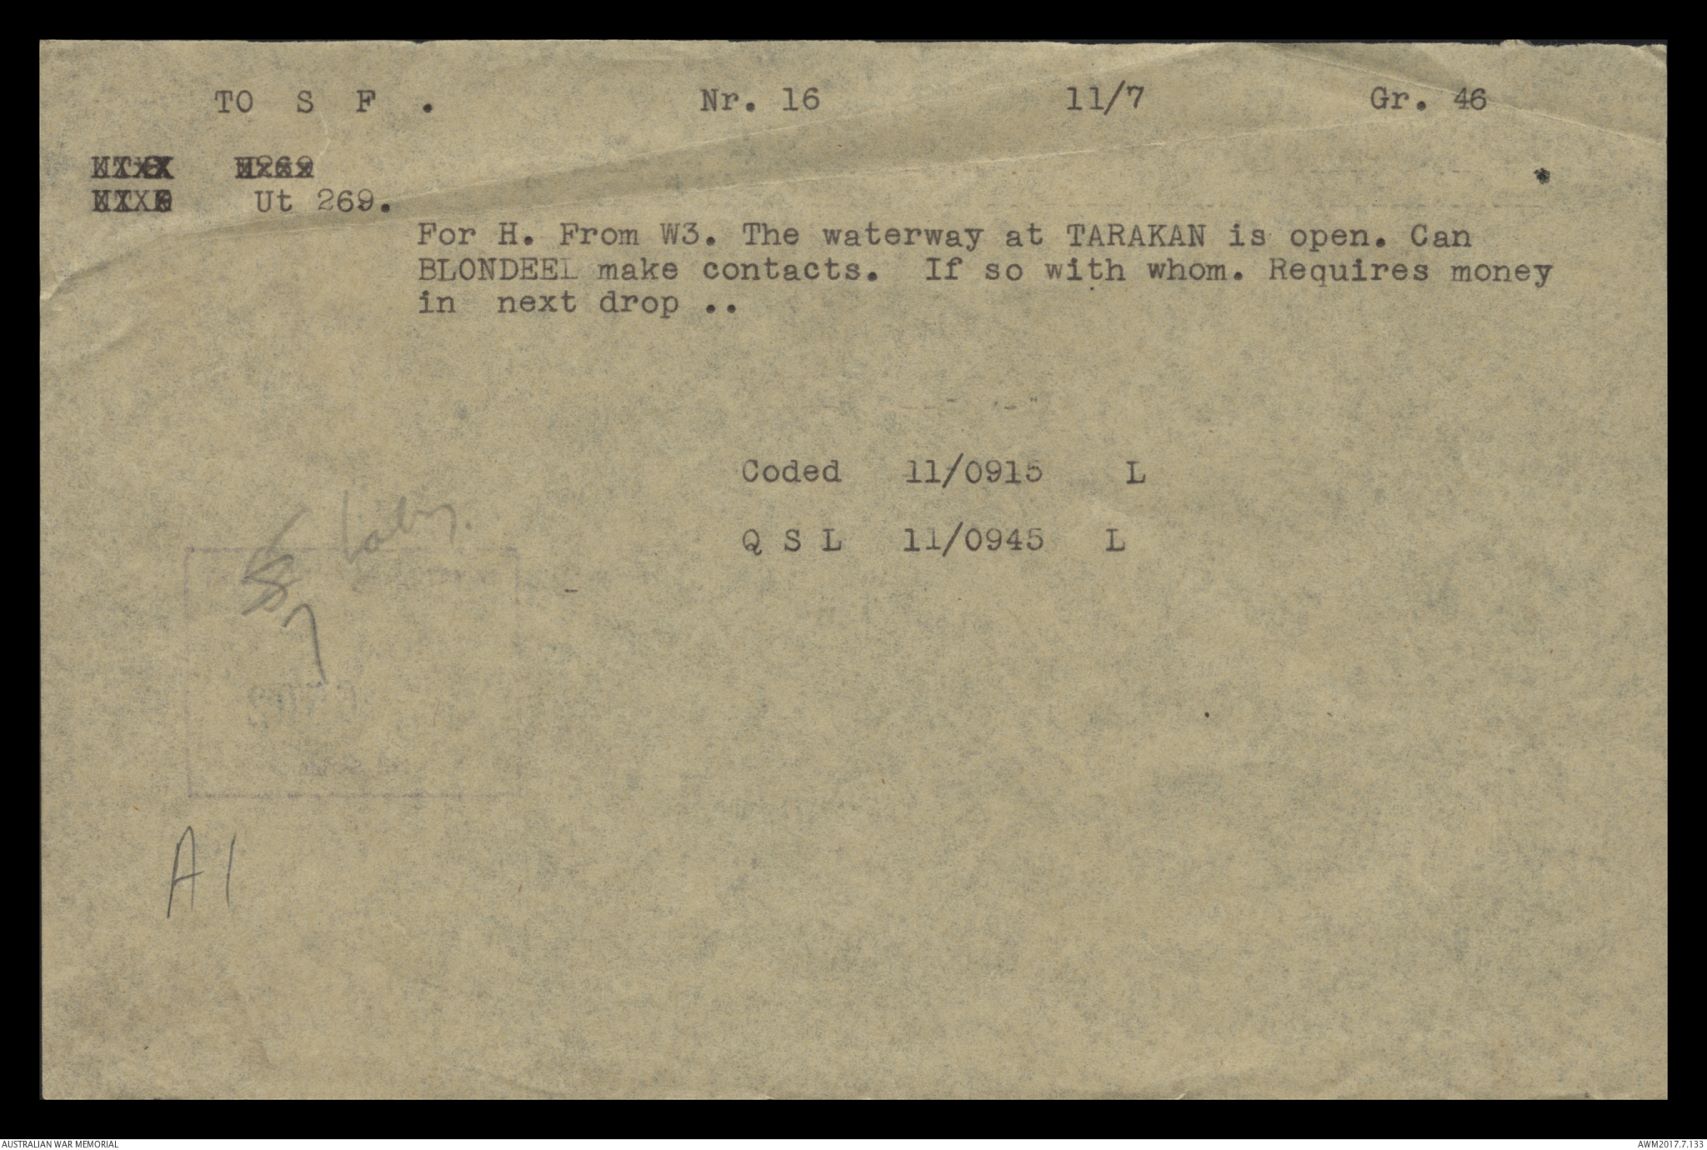 TO S F . Nr. 16 11/7 Gr. 46
Ut 269.
For H. From W3. The waterway at TARAKAN is open. Can
BLONDEEL make contacts. If so with whom. Requires money
in next drop ..
Coded 11/0915 L
Q S L 11/0945 L
A1
AUSTRALIAN WAR MEMORIAL AWM2017.7.133